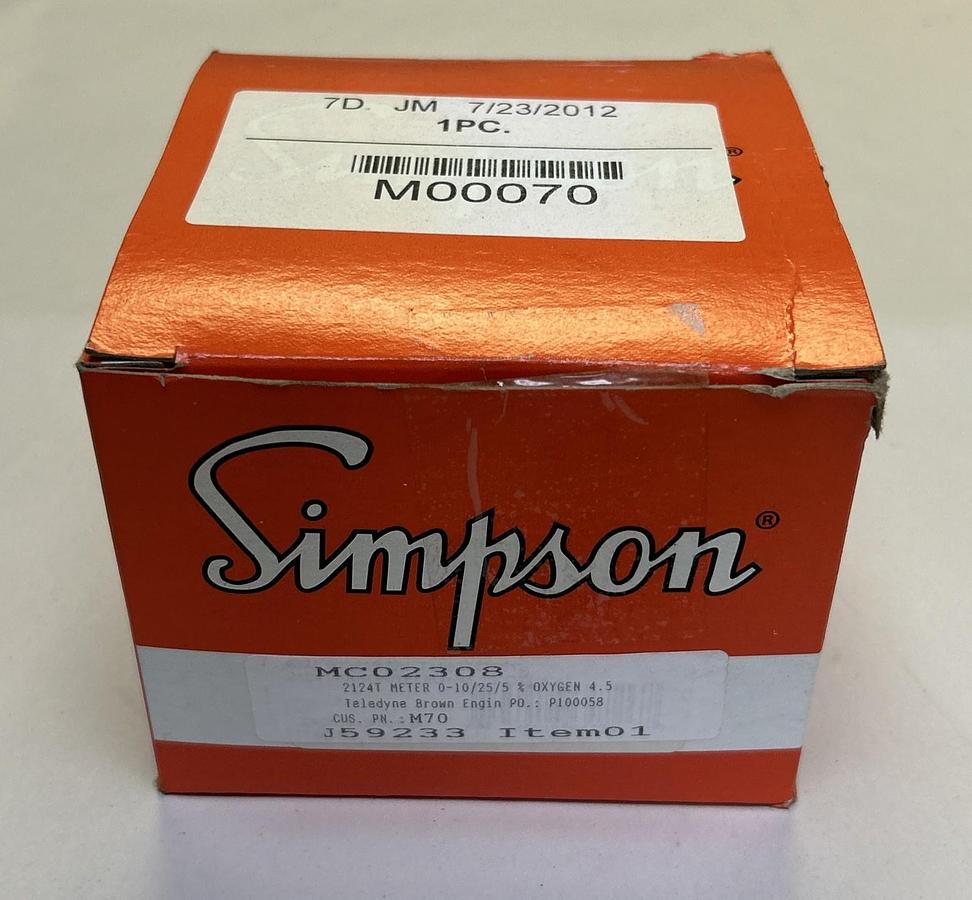 7D. JM 7/23/2012
1PC.
M00070
®
Simpson®
MC02308
2124T METER 0-10/25/5 % OXYGEN 4.5
Teledyne Brown Engin PO.: P100058
CUS. PN.:M70
J59233 Item01